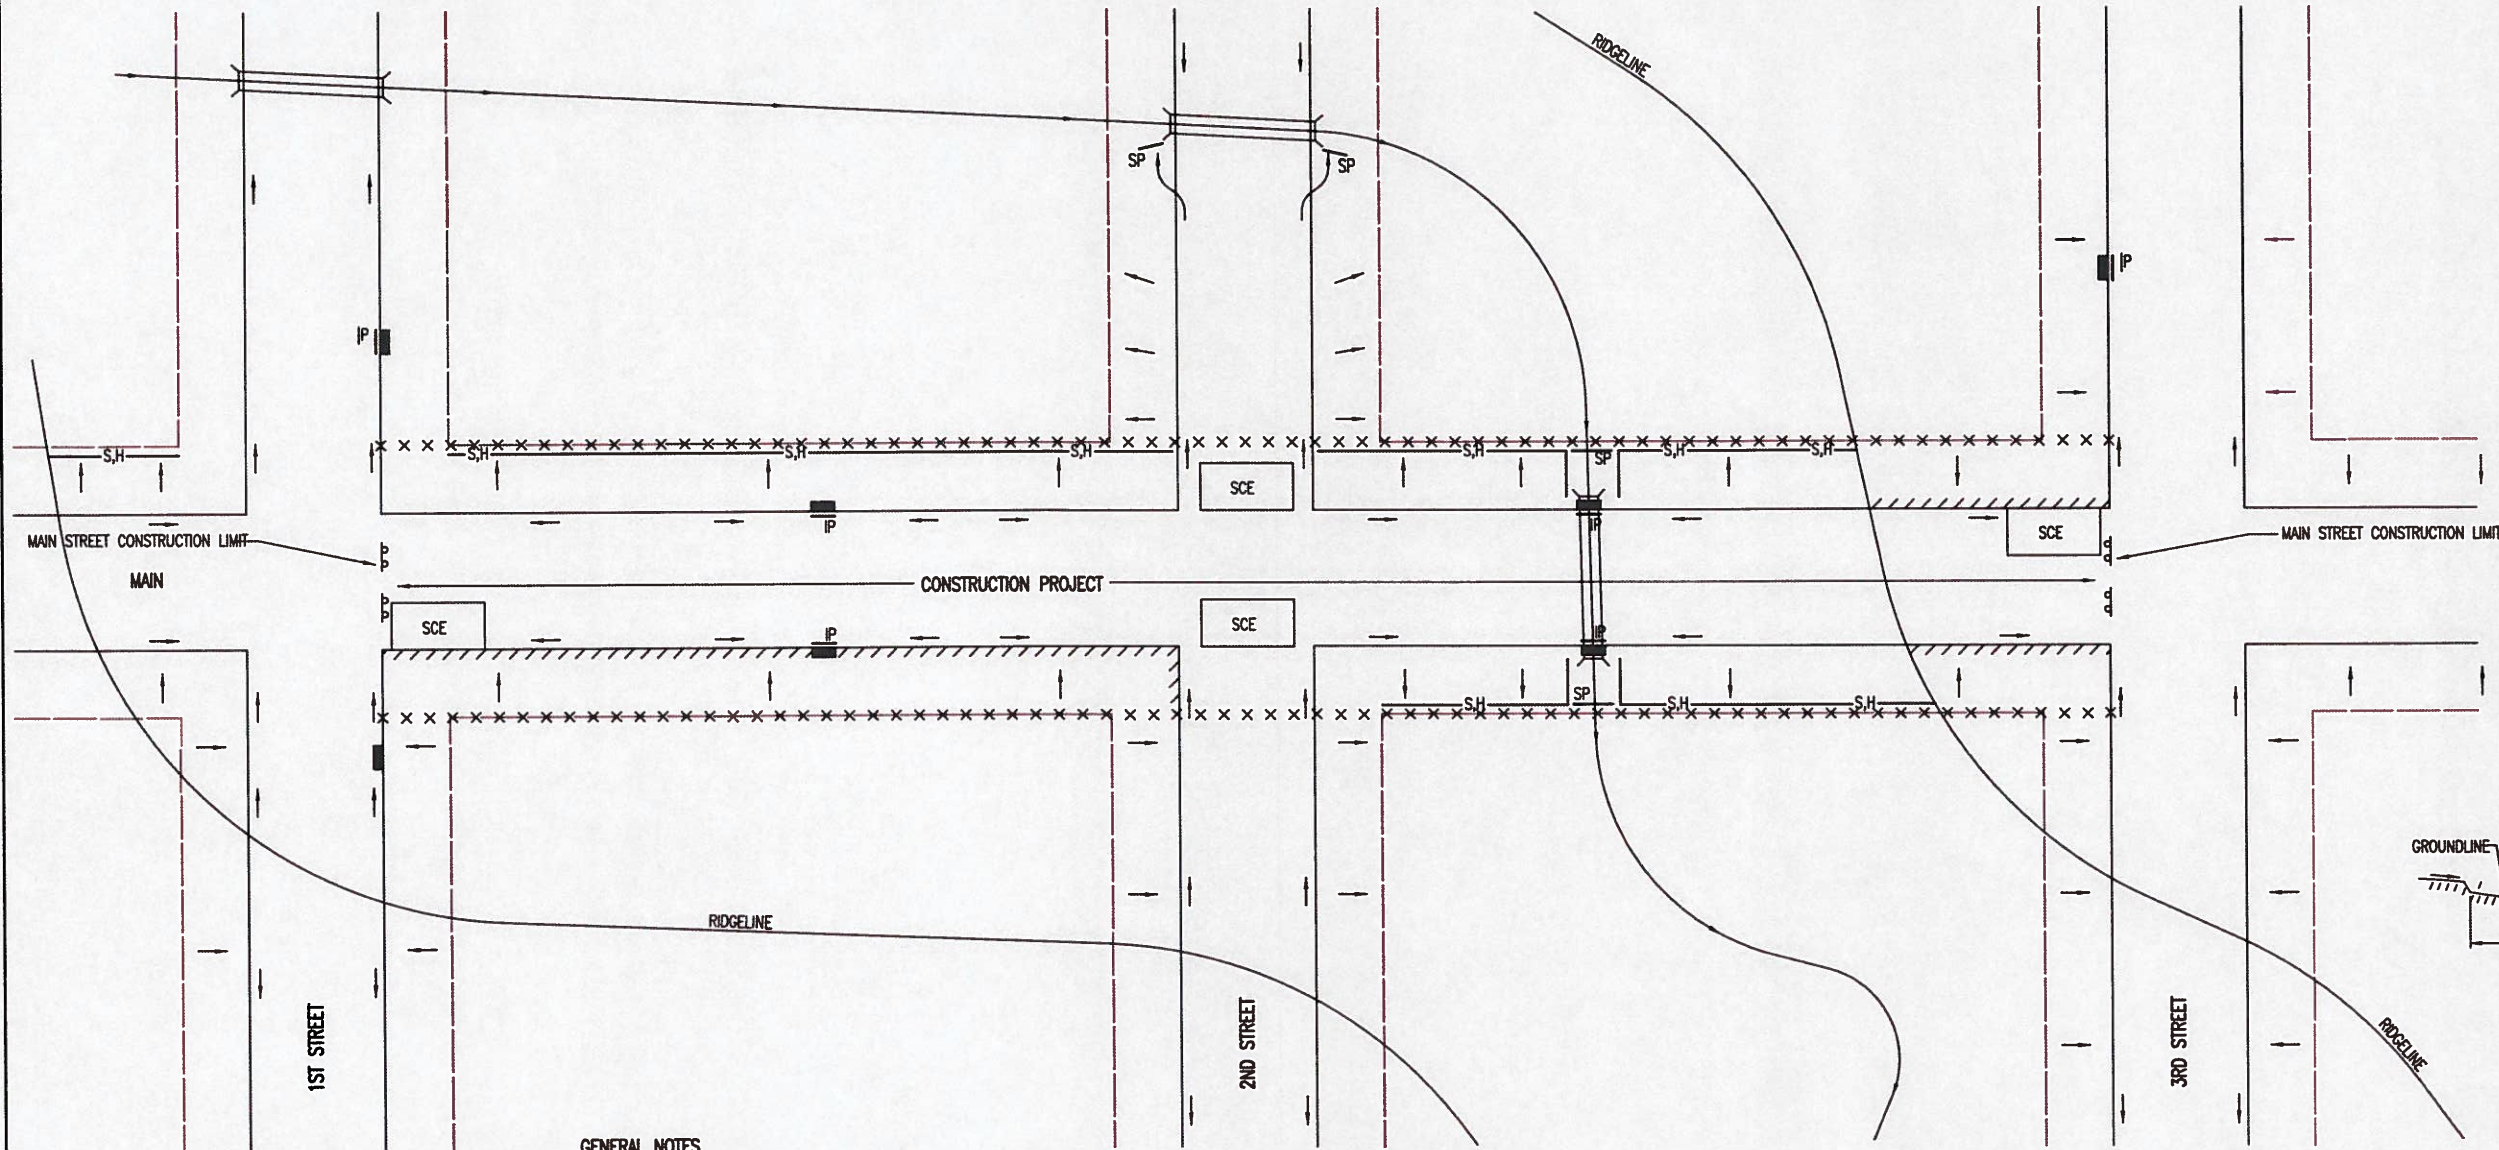 RIDGELINE
SP
SP
IP
IP
S,H
S,H
S,H
S,H
S,H
SP
S,H
S,H
SCE
IP
IP
SCE
MAIN STREET CONSTRUCTION LIMIT
MAIN STREET CONSTRUCTION LIMIT
MAIN
CONSTRUCTION PROJECT
SCE
SCE
IP
IP
SP
S,H
S,H
S,H
GROUNDLINE
RIDGELINE
1ST STREET
2ND STREET
3RD STREET
RIDGELINE
GENERAL NOTES